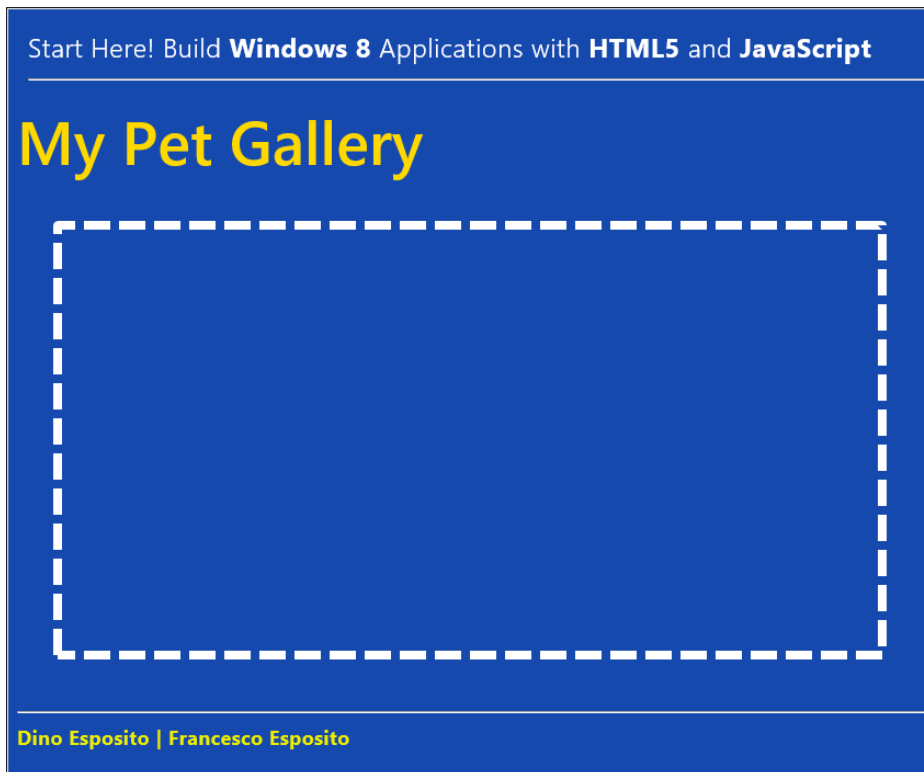 Start Here! Build Windows 8 Applications with HTML5 and JavaScript
My Pet Gallery
Dino Esposito | Francesco Esposito